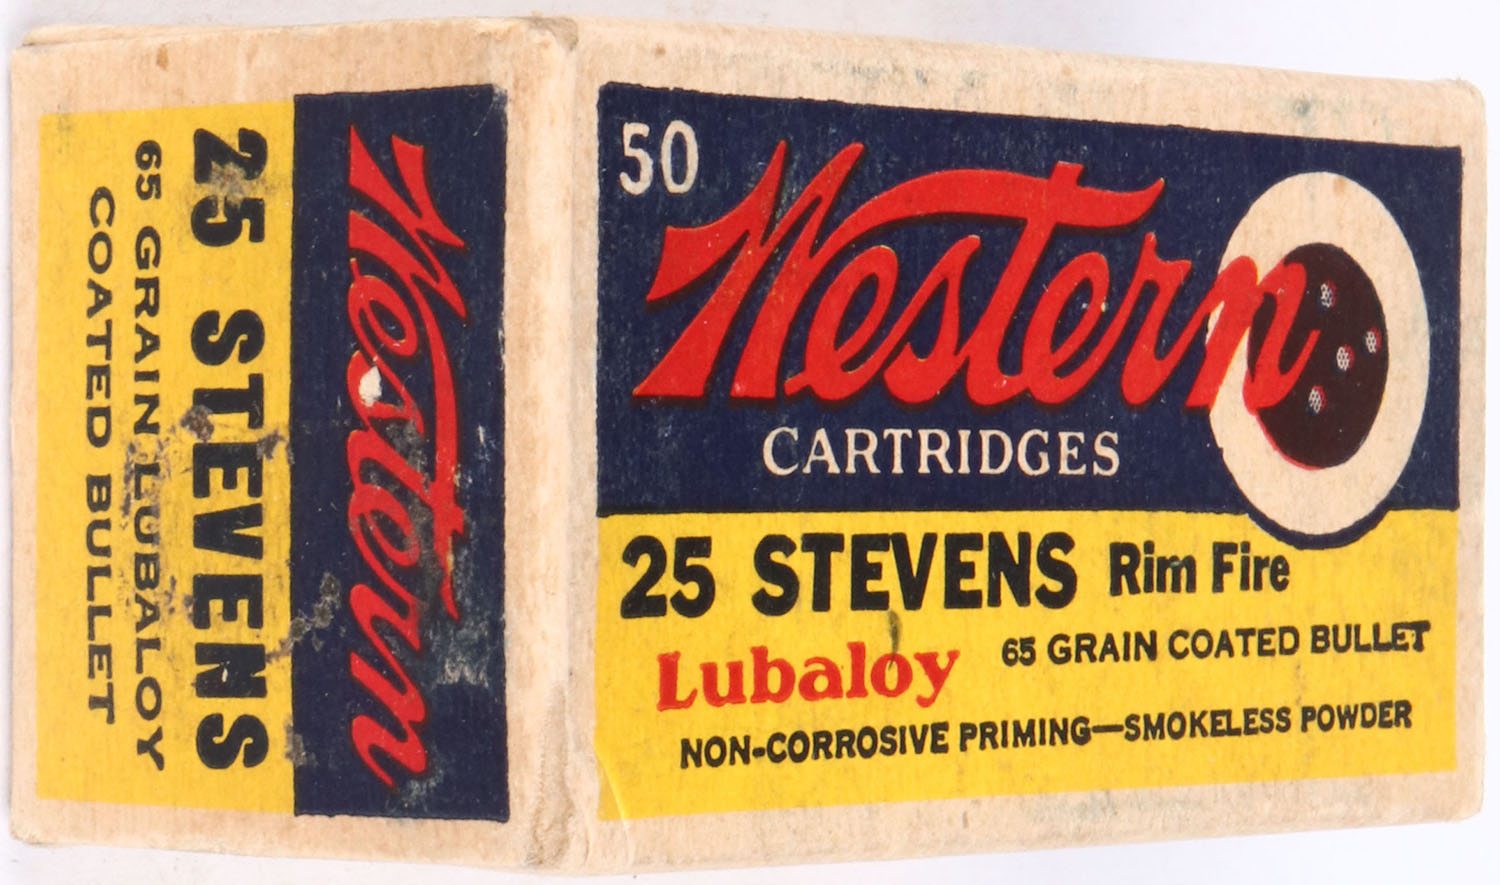 50
Western
CARTRIDGES
25 STEVENS Rim Fire
Lubaloy 65 GRAIN COATED BULLET
NON-CORROSIVE PRIMING—SMOKELESS POWDER
Western
25 STEVENS
65 GRAIN LUBALOY
COATED BULLET